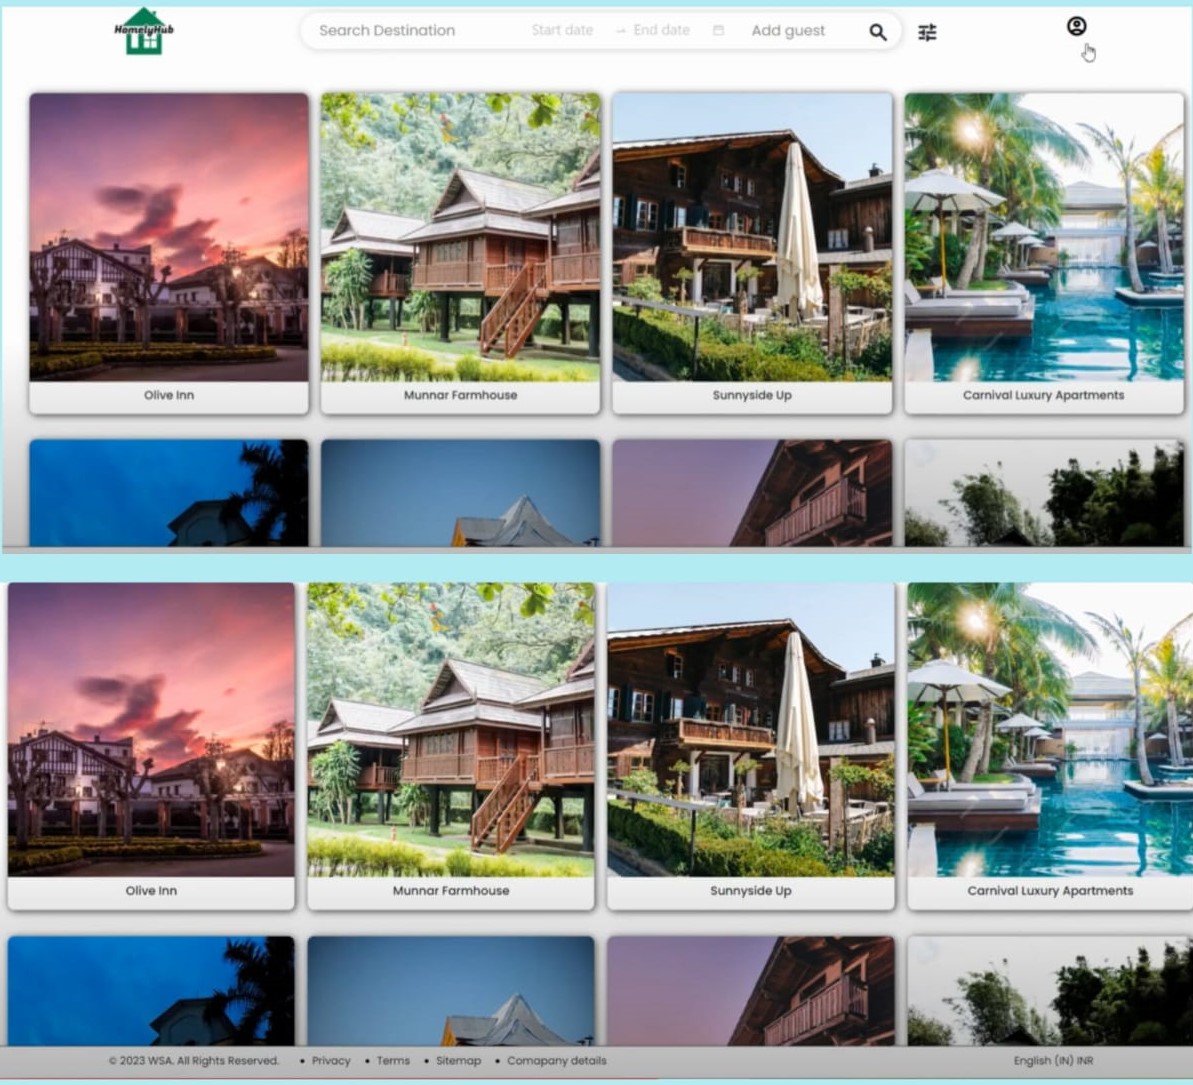 HomelyHub
Search Destination Start date → End date Add guest
Olive Inn Munnar Farmhouse Sunnyside Up Carnival Luxury Apartments
Olive Inn Munnar Farmhouse Sunnyside Up Carnival Luxury Apartments
© 2023 WSA. All Rights Reserved. • Privacy • Terms • Sitemap • Comapany details English (IN) INR